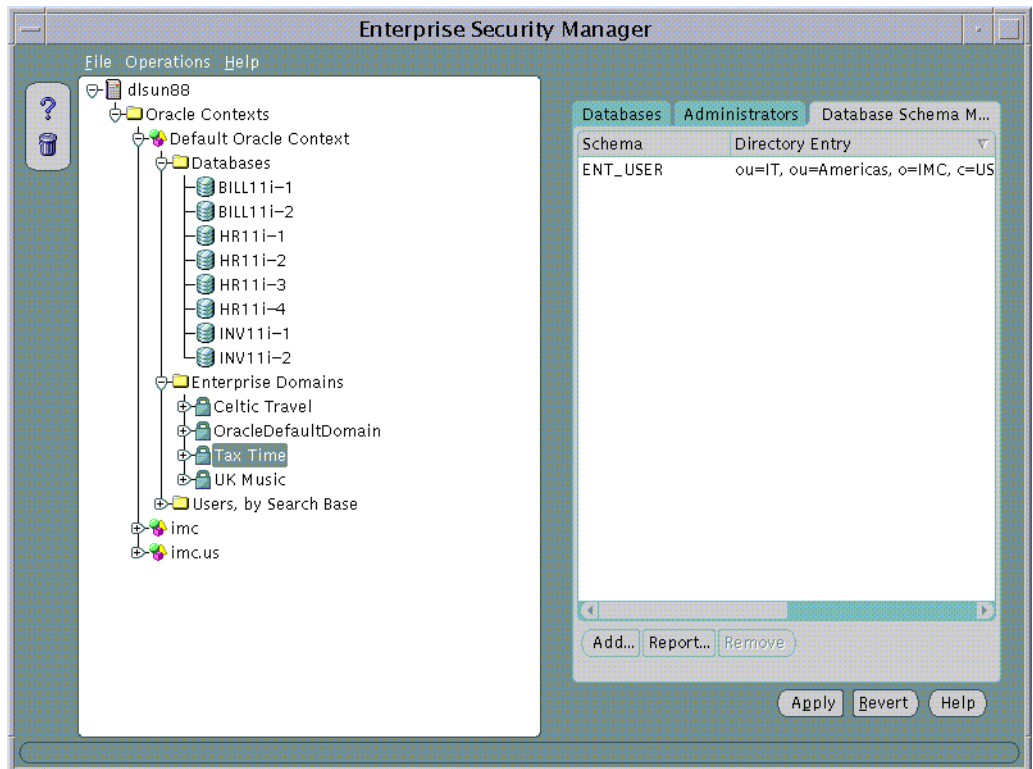 Enterprise Security Manager
File Operations Help
dlsun88
Oracle Contexts
Default Oracle Context
Databases
BILL11i-1
BILL11i-2
HR11i-1
HR11i-2
HR11i-3
HR11i-4
INV11i-1
INV11i-2
Enterprise Domains
Celtic Travel
OracleDefaultDomain
Tax Time
UK Music
Users, by Search Base
imc
imc.us
?
Databases Administrators Database Schema M...
Schema Directory Entry
ENT_USER ou=IT, ou=Americas, o=IMC, c=US
Add... Report... Remove
Apply Revert Help